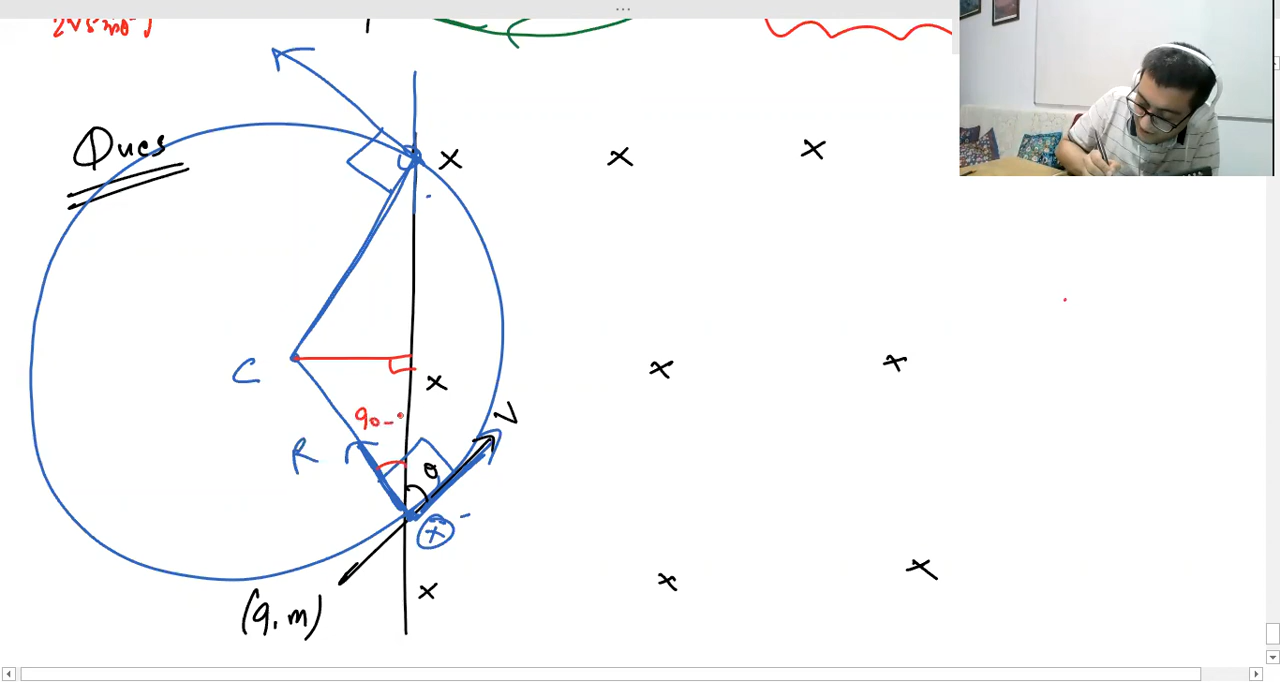 Ques
x x x
C
x x x
90-
R
V
θ
+ -
x x x
(q, m)